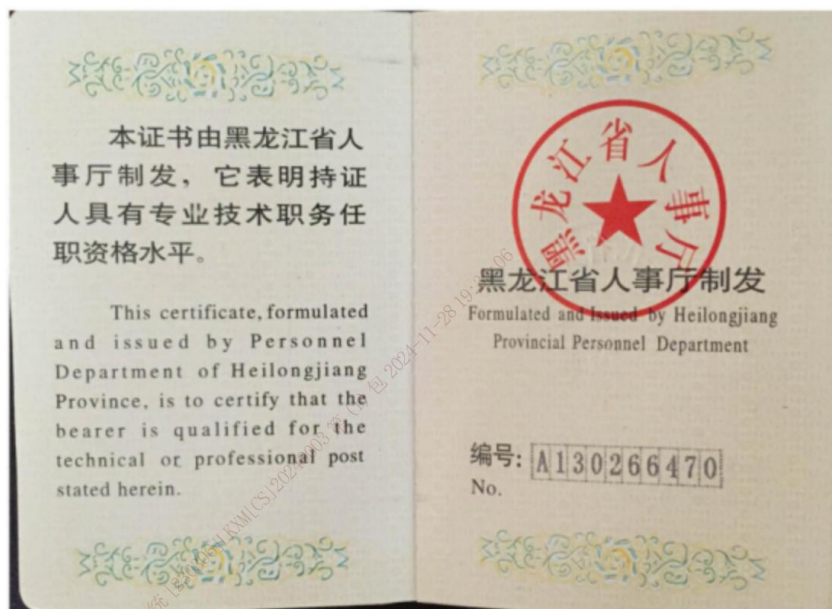 本证书由黑龙江省人
事厅制发，它表明持证
人具有专业技术职务任
职资格水平。
This certificate, formulated
and issued by Personnel
Department of Heilongjiang
Province, is to certify that the
bearer is qualified for the
technical or professional post
stated herein.
黑龙江省人事厅
黑龙江省人事厅制发
Formulated and Issued by Heilongjiang
Provincial Personnel Department
编号: A130266470
No.